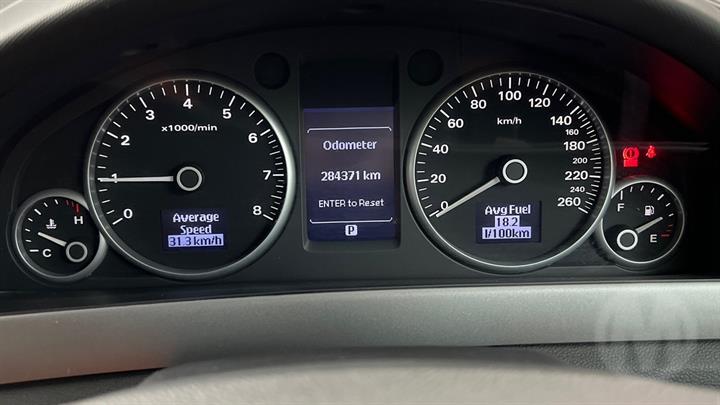 0 1 2 3 4 5 6 7 8
x1000/min
Average
Speed
31.3 km/h
H
C
Odometer
284371 km
ENTER to Reset
P
0 20 40 60 80 100 120 140 160 180 200 220 240 260
km/h
Avg Fuel
18.2
l/100km
F
E